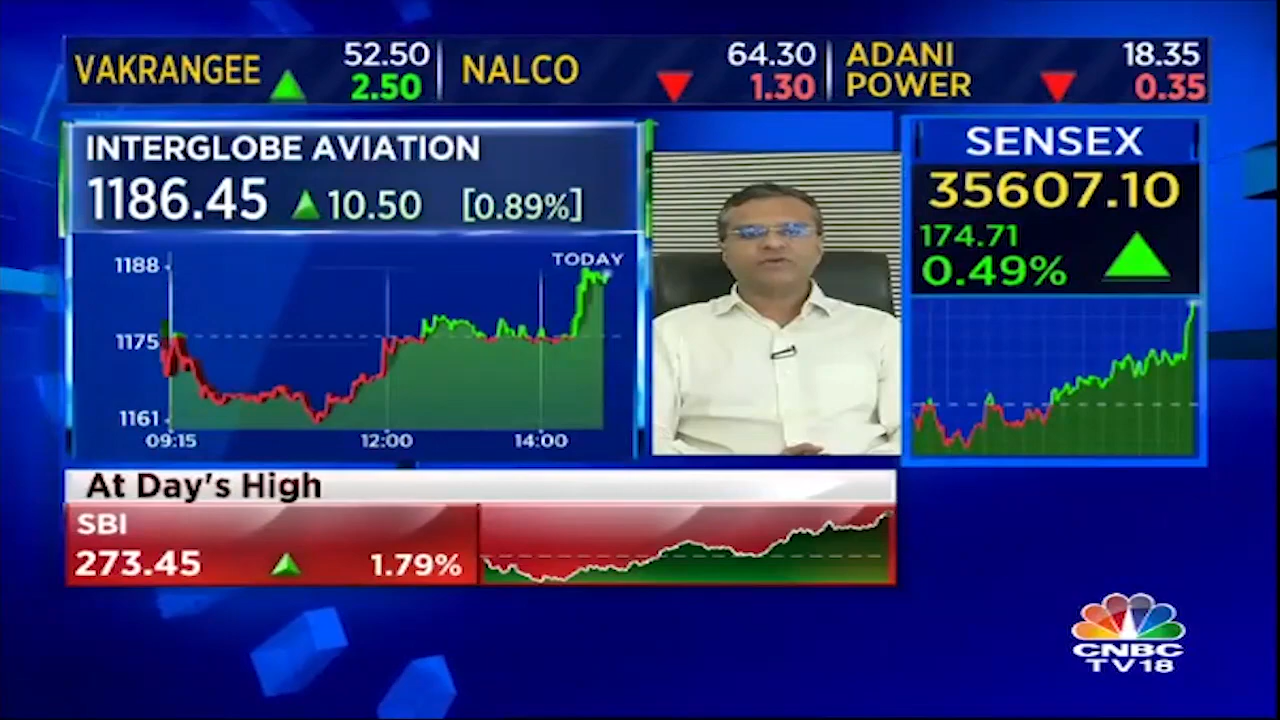 VAKRANGEE 52.50 2.50
NALCO 64.30 1.30
ADANI POWER 18.35 0.35
INTERGLOBE AVIATION
1186.45 10.50 [0.89%]
TODAY
1188
1175
1161
09:15 12:00 14:00
SENSEX
35607.10
174.71
0.49%
At Day's High
SBI
273.45 1.79%
CNBC
TV18